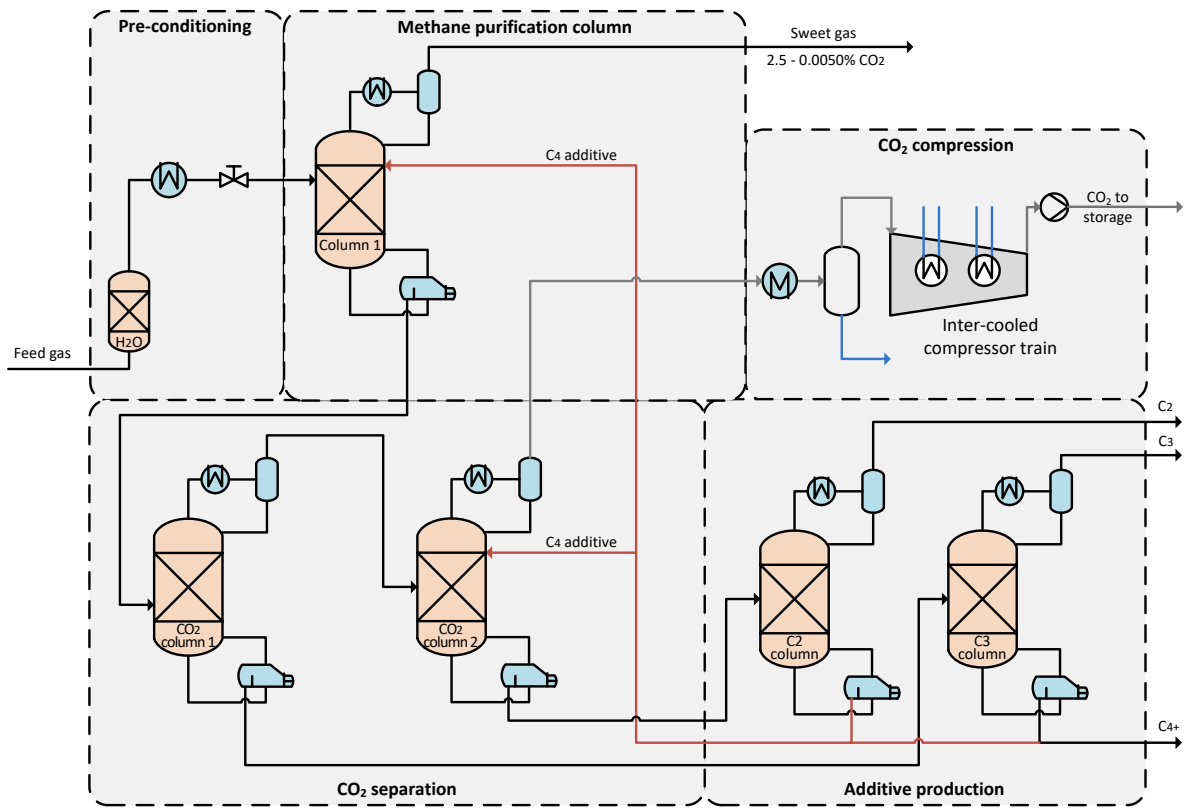 Pre-conditioning
Methane purification column
Sweet gas
2.5 - 0.0050% CO2
C4 additive
CO2 compression
CO2 to
storage
Column 1
H2O
Feed gas
Inter-cooled
compressor train
C2
C3
C4 additive
CO2
column 1
CO2
column 2
C2
column
C3
column
C4+
CO2 separation
Additive production